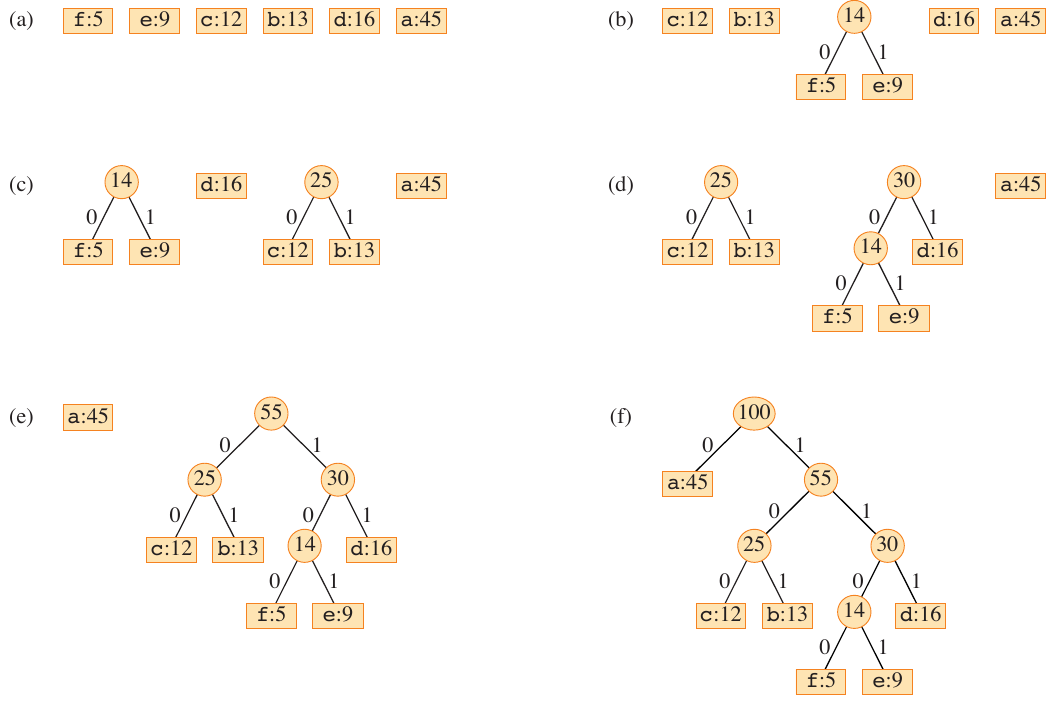 (a) f:5 e:9 c:12 b:13 d:16 a:45
(b) c:12 b:13 14 d:16 a:45
0 1
f:5 e:9
(c) 14 d:16 25 a:45
0 1 0 1
f:5 e:9 c:12 b:13
(d) 25 30 a:45
0 1 0 1
c:12 b:13 14 d:16
0 1
f:5 e:9
(e) a:45 55
0 1
25 30
0 1 0 1
c:12 b:13 14 d:16
0 1
f:5 e:9
(f) 100
0 1
a:45 55
0 1
25 30
0 1 0 1
c:12 b:13 14 d:16
0 1
f:5 e:9